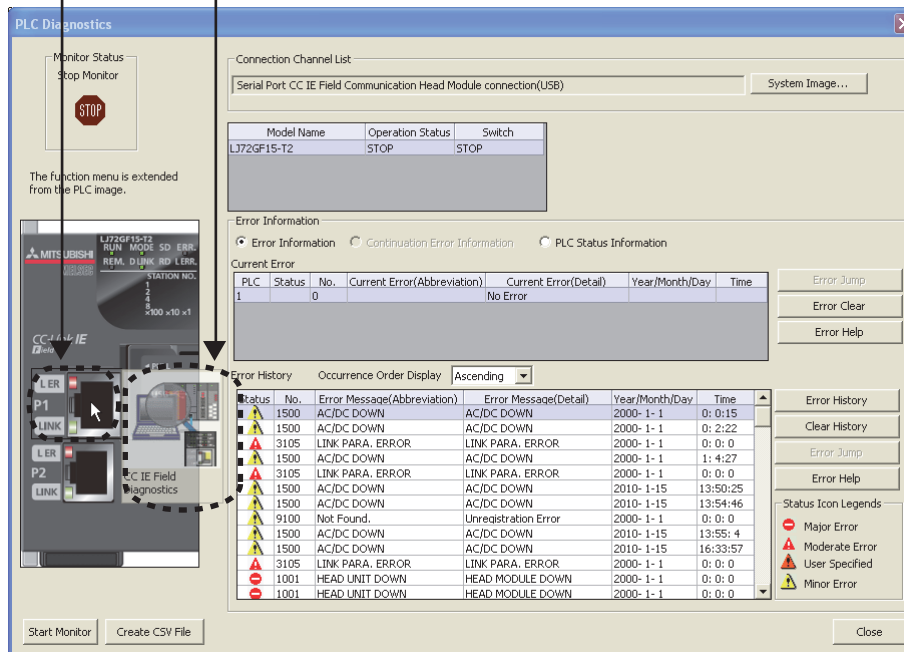 PLC Diagnostics
Monitor Status
Stop Monitor
STOP
The function menu is extended
from the PLC image.
Connection Channel List
Serial Port CC IE Field Communication Head Module connection(USB)
System Image...
Model Name Operation Status Switch
LJ72GF15-T2 STOP STOP
MITSUBISHI
LJ72GF15-T2
RUN MODE SD ERR.
REM. D LINK RD L ERR.
STATION NO.
1
2
4
8
×100 ×10 ×1
CC-Link IE
Field
L ER
P1
LINK
L ER
P2
LINK
CC IE Field
Diagnostics
Error Information
Error Information Continuation Error Information PLC Status Information
Current Error
PLC Status No. Current Error(Abbreviation) Current Error(Detail) Year/Month/Day Time
1 0 No Error
Error Jump
Error Clear
Error Help
Error History Occurrence Order Display Ascending
Status No. Error Message(Abbreviation) Error Message(Detail) Year/Month/Day Time
1500 AC/DC DOWN AC/DC DOWN 2000- 1- 1 0: 0:15
1500 AC/DC DOWN AC/DC DOWN 2000- 1- 1 0: 2:22
3105 LINK PARA. ERROR LINK PARA. ERROR 2000- 1- 1 0: 0: 0
1500 AC/DC DOWN AC/DC DOWN 2000- 1- 1 1: 4:27
3105 LINK PARA. ERROR LINK PARA. ERROR 2000- 1- 1 0: 0: 0
1500 AC/DC DOWN AC/DC DOWN 2010- 1-15 13:50:25
1500 AC/DC DOWN AC/DC DOWN 2010- 1-15 13:54:46
9100 Not Found. Unregistration Error 2000- 1- 1 0: 0: 0
1500 AC/DC DOWN AC/DC DOWN 2010- 1-15 13:55: 4
1500 AC/DC DOWN AC/DC DOWN 2010- 1-15 16:33:57
3105 LINK PARA. ERROR LINK PARA. ERROR 2000- 1- 1 0: 0: 0
1001 HEAD UNIT DOWN HEAD MODULE DOWN 2000- 1- 1 0: 0: 0
1001 HEAD UNIT DOWN HEAD MODULE DOWN 2000- 1- 1 0: 0: 0
Error History
Clear History
Error Jump
Error Help
Status Icon Legends
Major Error
Moderate Error
User Specified
Minor Error
Start Monitor
Create CSV File
Close